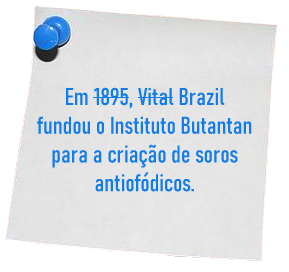 Em 1895, Vital Brazil
fundou o Instituto Butantan
para a criação de soros
antiofódicos.